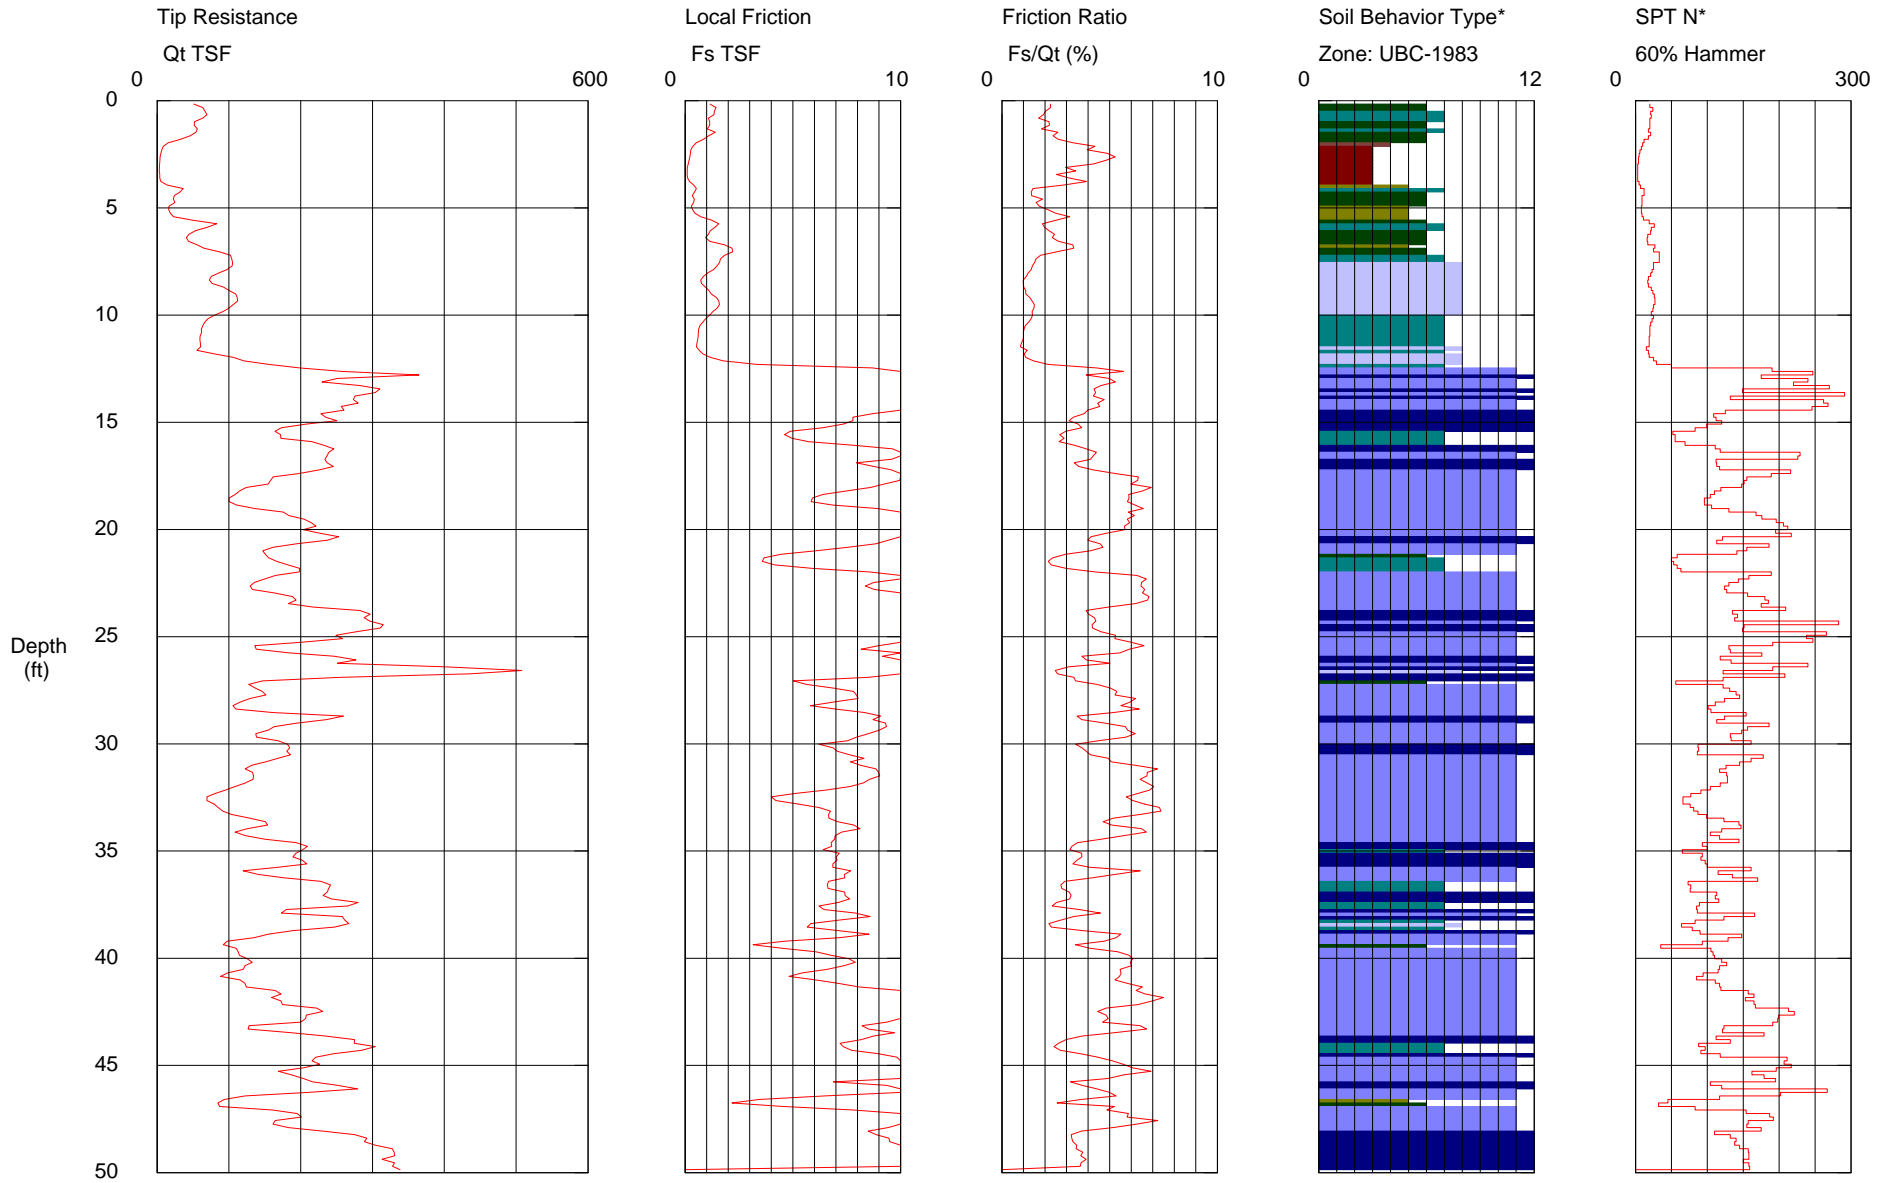 Tip Resistance
Qt TSF
0 600
Local Friction
Fs TSF
0 10
Friction Ratio
Fs/Qt (%)
0 10
Soil Behavior Type*
Zone: UBC-1983
0 12
SPT N*
60% Hammer
0 300
0
5
10
15
20
25
Depth
(ft)
30
35
40
45
50